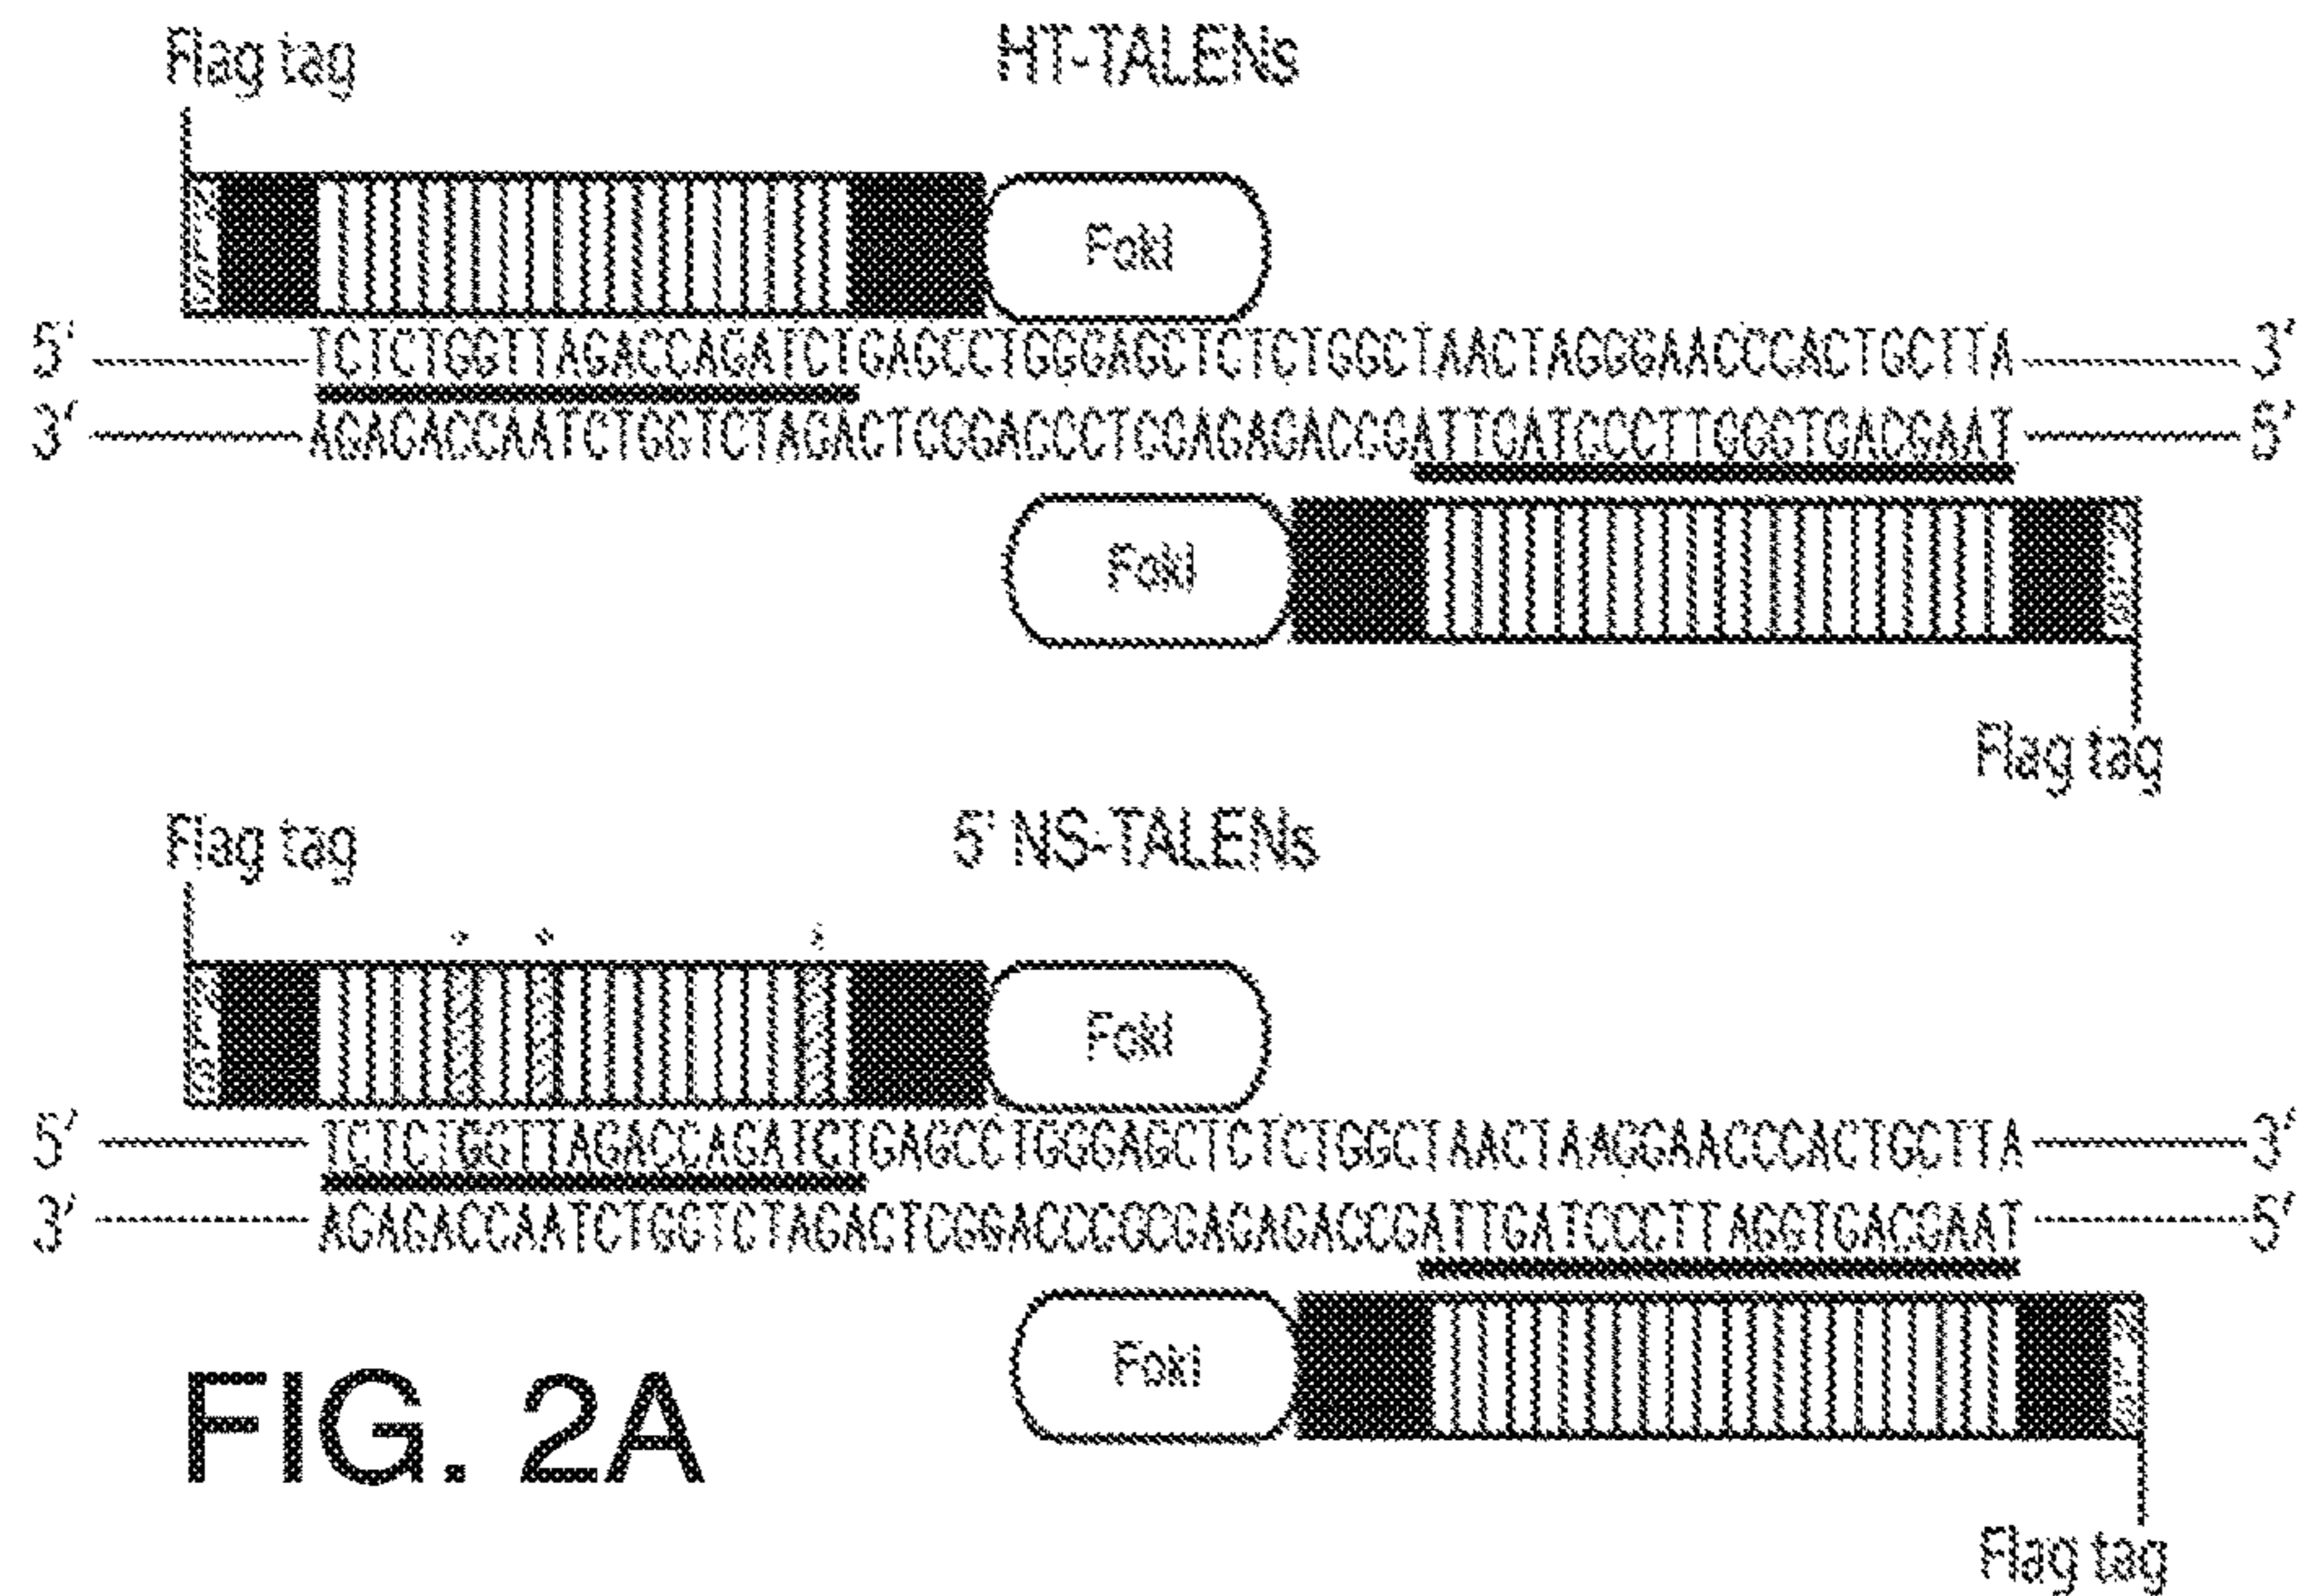 Flag tag
HT-TALENs
FokI
5' TCTCTGGTTAGACCAGATCTGAGCCTGGGAGCTCTCTGGCTAACTAGGGAACCCACTGCTTA 3'
3' AGAGACCAATCTGGTCTAGACTCGGACCCTCGAGAGACCGATTGATCCCTTGGGTGACGAAT 5'
FokI
Flag tag
Flag tag
5' NS-TALENs
* * *
FokI
5' TCTCTGGTTAGACCAGATCTGAGCCTGGGAGCTCTCTGGCTAACTAAGGAACCCACTGCTTA 3'
3' AGAGACCAATCTGGTCTAGACTCGGACCCGCGAGAGACCGATTGATCCCTTAGGTGACGAAT 5'
FokI
FIG. 2A
Flag tag